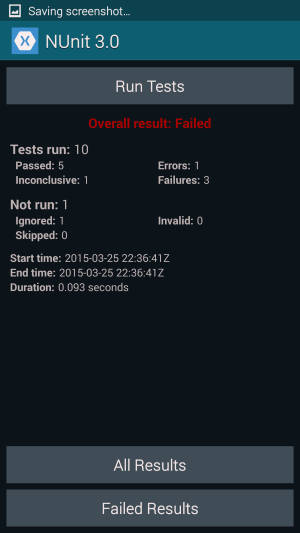 Saving screenshot...
NUnit 3.0
Run Tests
Overall result: Failed
Tests run: 10
Passed: 5 Errors: 1
Inconclusive: 1 Failures: 3
Not run: 1
Ignored: 1 Invalid: 0
Skipped: 0
Start time: 2015-03-25 22:36:41Z
End time: 2015-03-25 22:36:41Z
Duration: 0.093 seconds
All Results
Failed Results